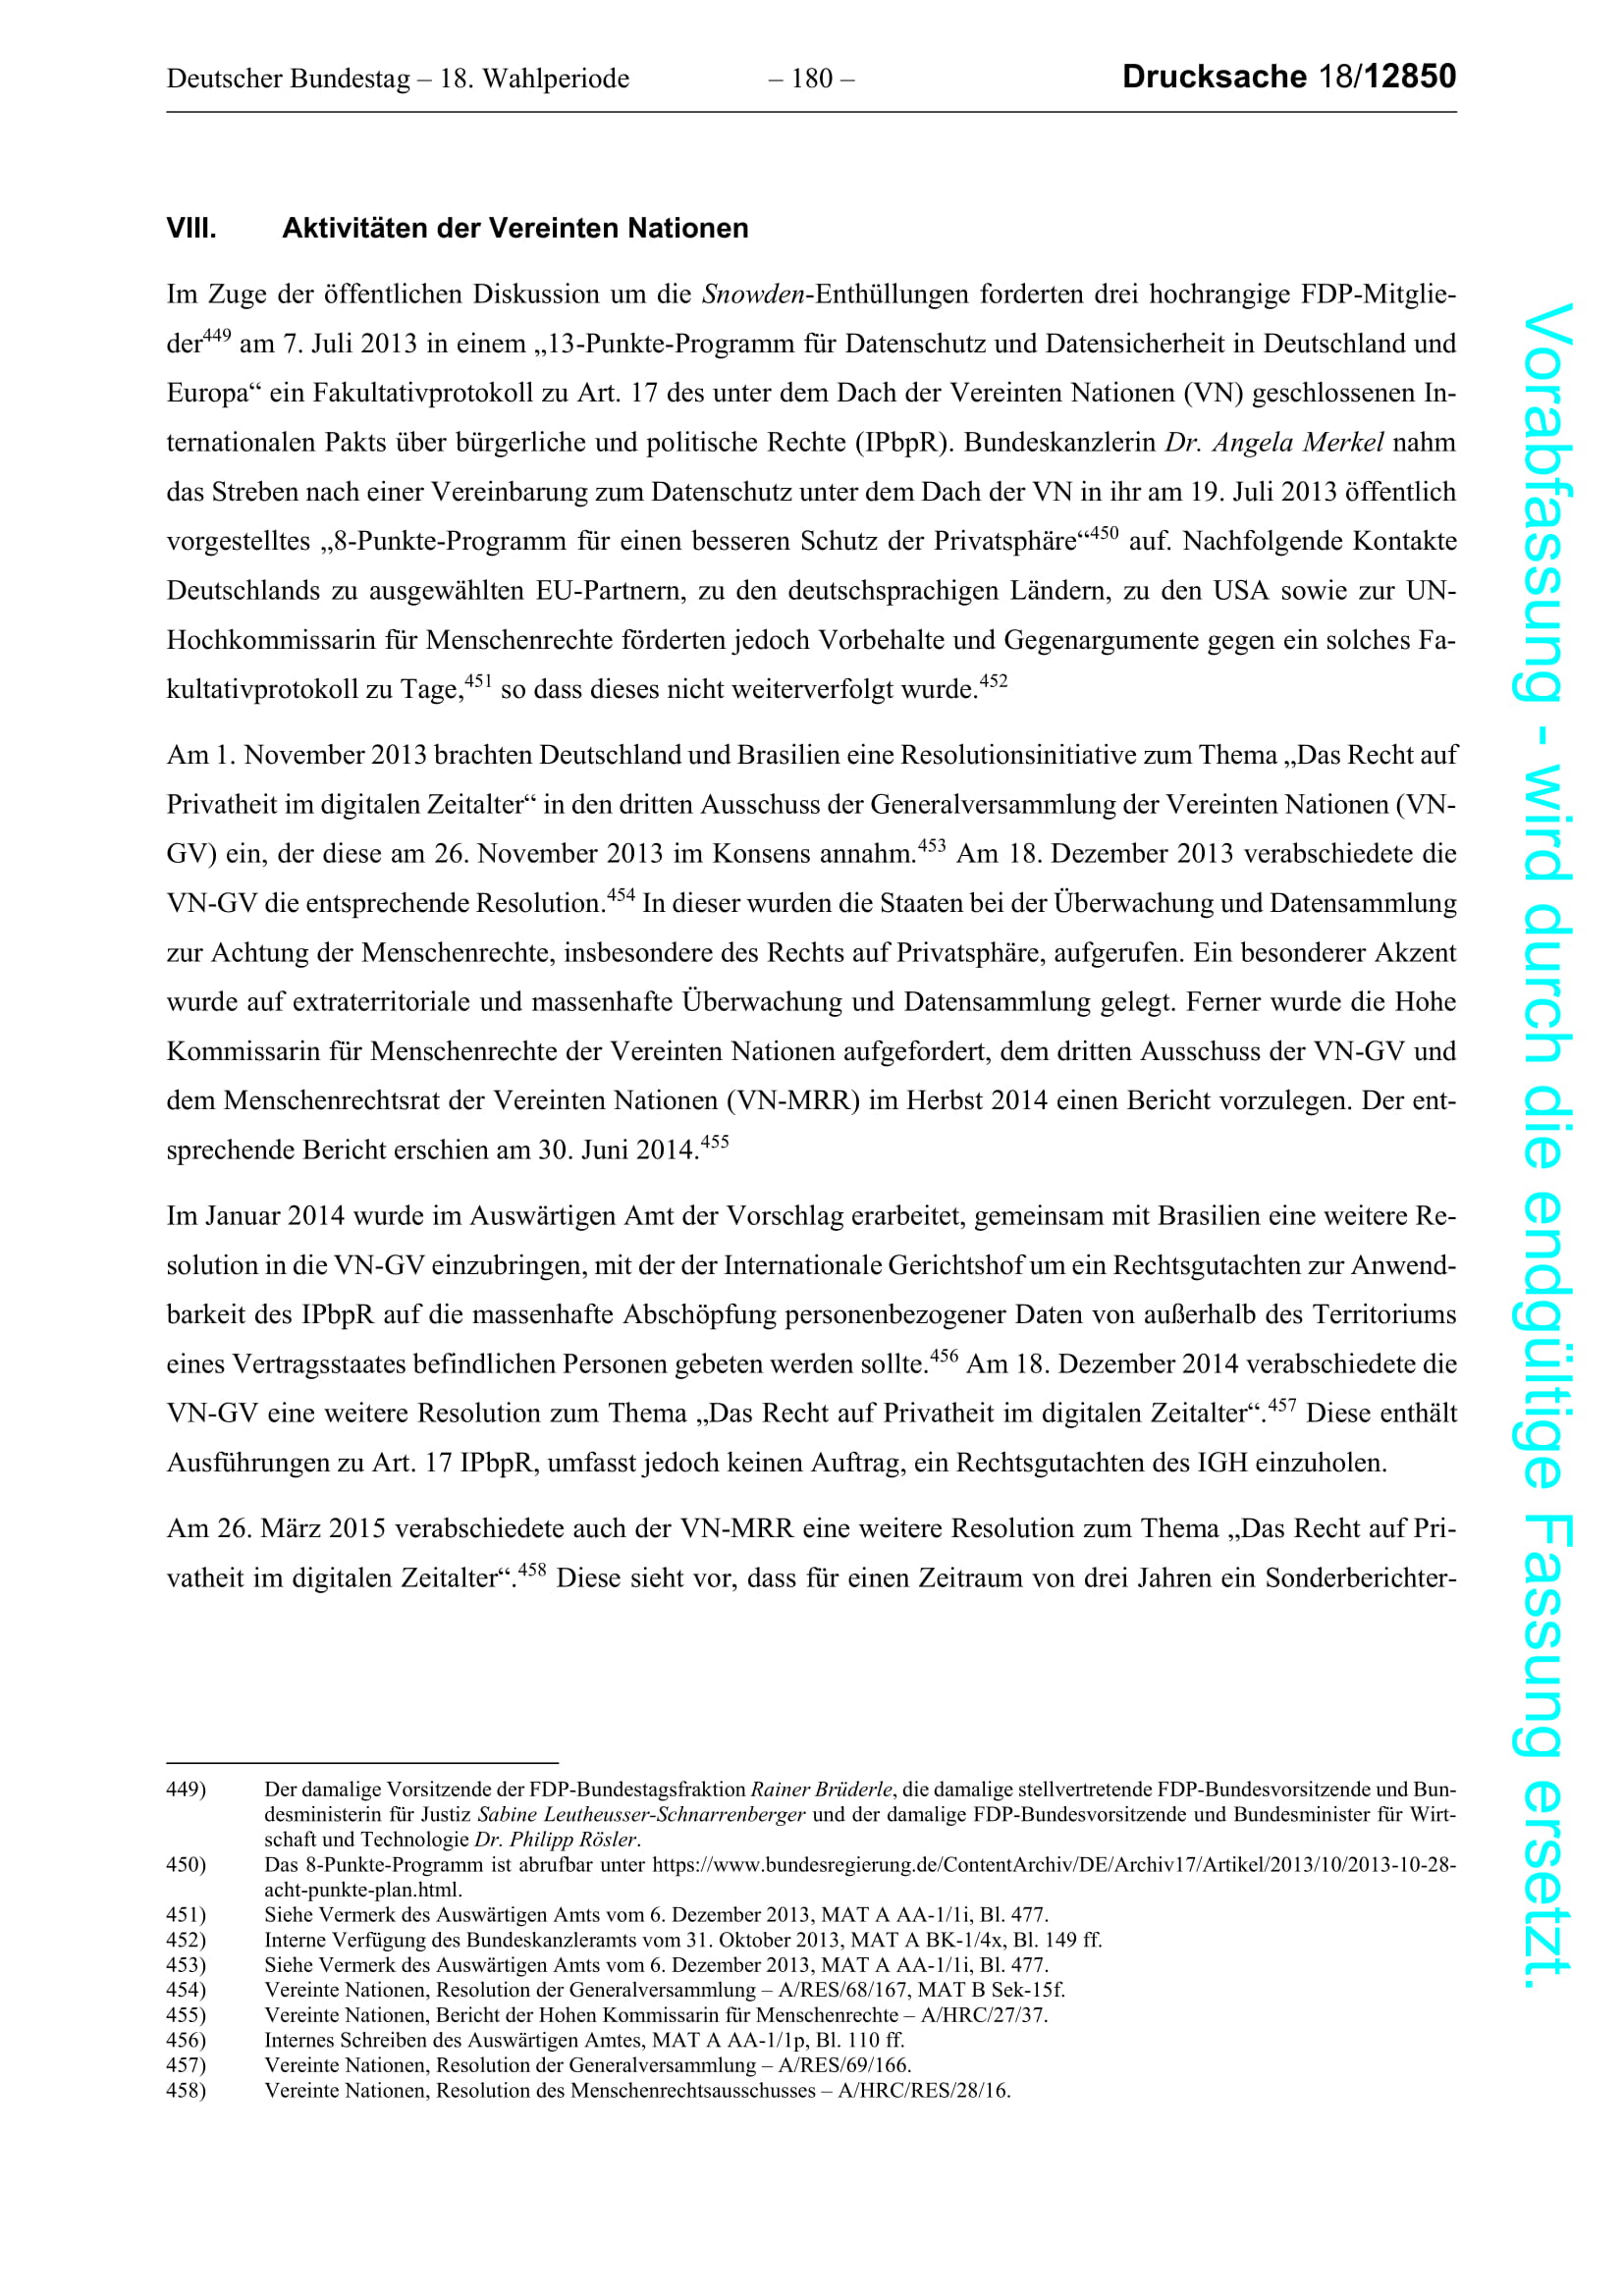 Deutscher Bundestag – 18. Wahlperiode – 180 – Drucksache 18/12850
VIII. Aktivitäten der Vereinten Nationen
Im Zuge der öffentlichen Diskussion um die Snowden-Enthüllungen forderten drei hochrangige FDP-Mitglie-
der449 am 7. Juli 2013 in einem „13-Punkte-Programm für Datenschutz und Datensicherheit in Deutschland und
Europa“ ein Fakultativprotokoll zu Art. 17 des unter dem Dach der Vereinten Nationen (VN) geschlossenen In-
ternationalen Pakts über bürgerliche und politische Rechte (IPbpR). Bundeskanzlerin Dr. Angela Merkel nahm
das Streben nach einer Vereinbarung zum Datenschutz unter dem Dach der VN in ihr am 19. Juli 2013 öffentlich
vorgestelltes „8-Punkte-Programm für einen besseren Schutz der Privatsphäre“450 auf. Nachfolgende Kontakte
Deutschlands zu ausgewählten EU-Partnern, zu den deutschsprachigen Ländern, zu den USA sowie zur UN-
Hochkommissarin für Menschenrechte förderten jedoch Vorbehalte und Gegenargumente gegen ein solches Fa-
kultativprotokoll zu Tage,451 so dass dieses nicht weiterverfolgt wurde.452
Am 1. November 2013 brachten Deutschland und Brasilien eine Resolutionsinitiative zum Thema „Das Recht auf
Privatheit im digitalen Zeitalter“ in den dritten Ausschuss der Generalversammlung der Vereinten Nationen (VN-
GV) ein, der diese am 26. November 2013 im Konsens annahm.453 Am 18. Dezember 2013 verabschiedete die
VN-GV die entsprechende Resolution.454 In dieser wurden die Staaten bei der Überwachung und Datensammlung
zur Achtung der Menschenrechte, insbesondere des Rechts auf Privatsphäre, aufgerufen. Ein besonderer Akzent
wurde auf extraterritoriale und massenhafte Überwachung und Datensammlung gelegt. Ferner wurde die Hohe
Kommissarin für Menschenrechte der Vereinten Nationen aufgefordert, dem dritten Ausschuss der VN-GV und
dem Menschenrechtsrat der Vereinten Nationen (VN-MRR) im Herbst 2014 einen Bericht vorzulegen. Der ent-
sprechende Bericht erschien am 30. Juni 2014.455
Im Januar 2014 wurde im Auswärtigen Amt der Vorschlag erarbeitet, gemeinsam mit Brasilien eine weitere Re-
solution in die VN-GV einzubringen, mit der der Internationale Gerichtshof um ein Rechtsgutachten zur Anwend-
barkeit des IPbpR auf die massenhafte Abschöpfung personenbezogener Daten von außerhalb des Territoriums
eines Vertragsstaates befindlichen Personen gebeten werden sollte.456 Am 18. Dezember 2014 verabschiedete die
VN-GV eine weitere Resolution zum Thema „Das Recht auf Privatheit im digitalen Zeitalter“.457 Diese enthält
Ausführungen zu Art. 17 IPbpR, umfasst jedoch keinen Auftrag, ein Rechtsgutachten des IGH einzuholen.
Am 26. März 2015 verabschiedete auch der VN-MRR eine weitere Resolution zum Thema „Das Recht auf Pri-
vatheit im digitalen Zeitalter“.458 Diese sieht vor, dass für einen Zeitraum von drei Jahren ein Sonderberichter-
449) Der damalige Vorsitzende der FDP-Bundestagsfraktion Rainer Brüderle, die damalige stellvertretende FDP-Bundesvorsitzende und Bun-
desministerin für Justiz Sabine Leutheusser-Schnarrenberger und der damalige FDP-Bundesvorsitzende und Bundesminister für Wirt-
schaft und Technologie Dr. Philipp Rösler.
450) Das 8-Punkte-Programm ist abrufbar unter https://www.bundesregierung.de/ContentArchiv/DE/Archiv17/Artikel/2013/10/2013-10-28-
acht-punkte-plan.html.
451) Siehe Vermerk des Auswärtigen Amts vom 6. Dezember 2013, MAT A AA-1/1i, Bl. 477.
452) Interne Verfügung des Bundeskanzleramts vom 31. Oktober 2013, MAT A BK-1/4x, Bl. 149 ff.
453) Siehe Vermerk des Auswärtigen Amts vom 6. Dezember 2013, MAT A AA-1/1i, Bl. 477.
454) Vereinte Nationen, Resolution der Generalversammlung – A/RES/68/167, MAT B Sek-15f.
455) Vereinte Nationen, Bericht der Hohen Kommissarin für Menschenrechte – A/HRC/27/37.
456) Internes Schreiben des Auswärtigen Amtes, MAT A AA-1/1p, Bl. 110 ff.
457) Vereinte Nationen, Resolution der Generalversammlung – A/RES/69/166.
458) Vereinte Nationen, Resolution des Menschenrechtsausschusses – A/HRC/RES/28/16.
Vorabfassung - wird durch die endgültige Fassung ersetzt.